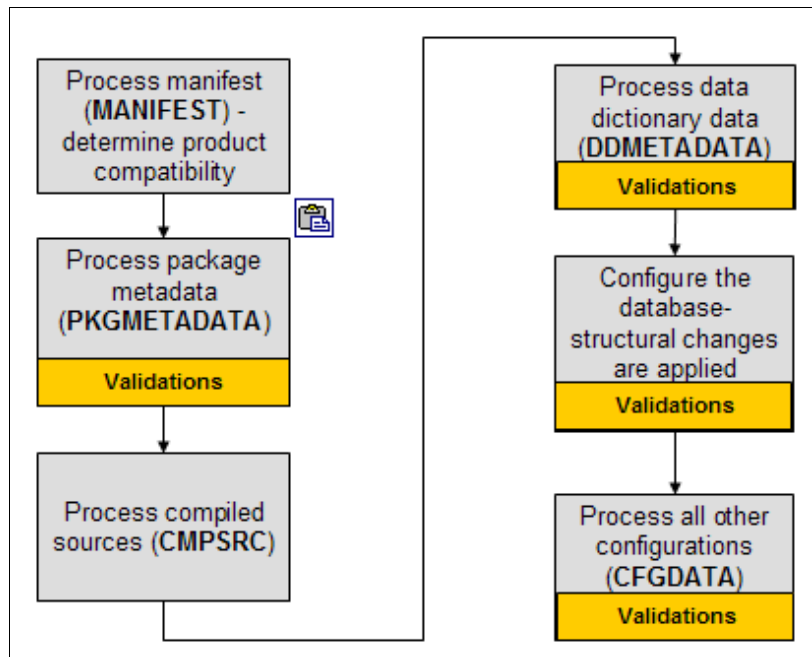 Process manifest
(MANIFEST) -
determine product
compatibility
Process package
metadata
(PKGMETADATA)
Validations
Process compiled
sources (CMPSRC)
Process data
dictionary data
(DDMETADATA)
Validations
Configure the
database-
structural changes
are applied
Validations
Process all other
configurations
(CFGDATA)
Validations